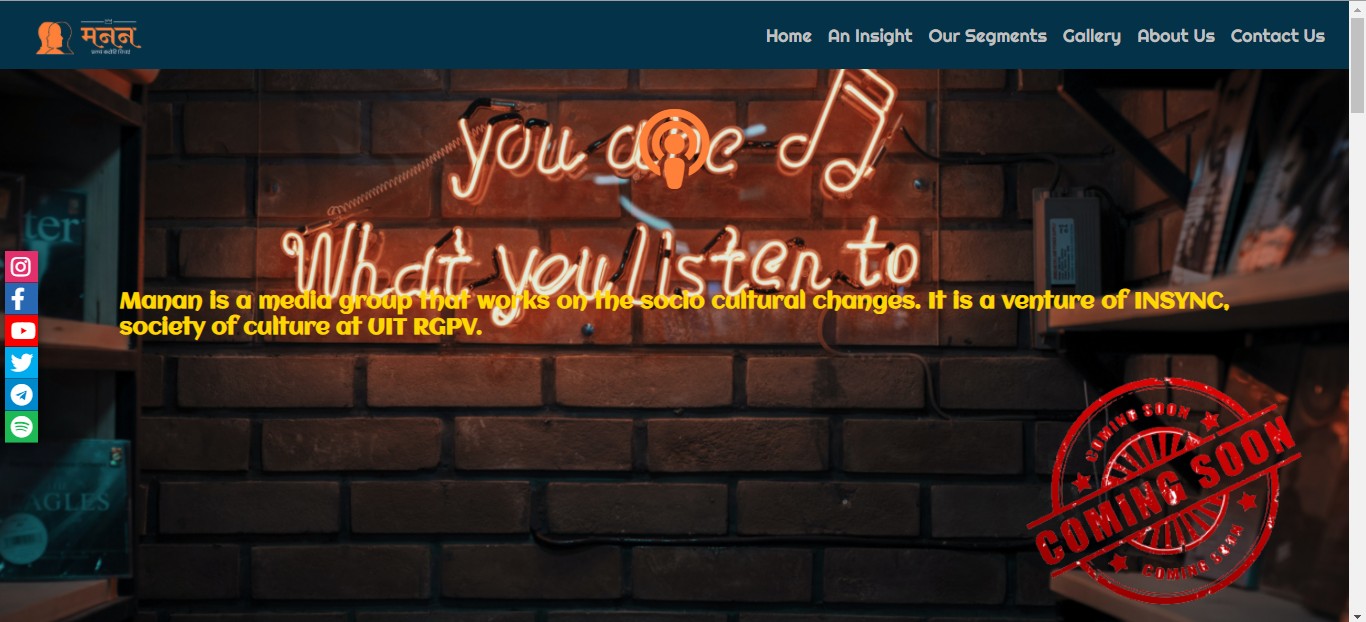 मनन
Home An Insight Our Segments Gallery About Us Contact Us
you are
What you listen to
Manan is a media group that works on the socio cultural changes. It is a venture of INSYNC,
society of culture at UIT RGPV.
COMING SOON
COMING SOON
COMING SOON
EAGLES